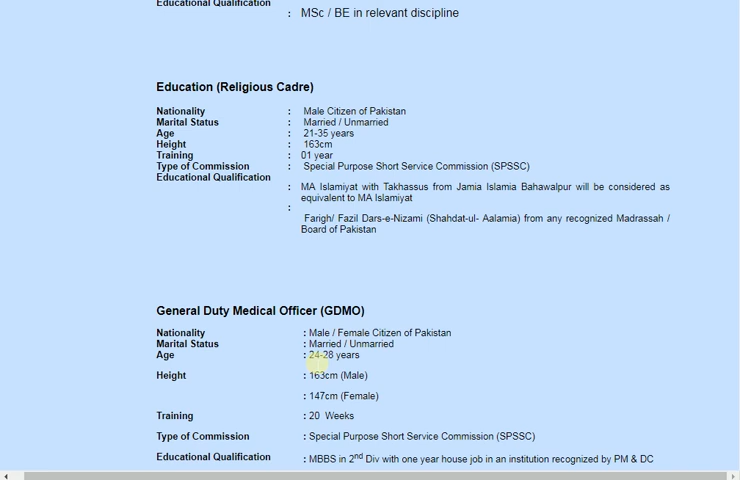 Educational Qualification
: MSc / BE in relevant discipline
Education (Religious Cadre)
Nationality : Male Citizen of Pakistan
Marital Status : Married / Unmarried
Age : 21-35 years
Height : 163cm
Training : 01 year
Type of Commission : Special Purpose Short Service Commission (SPSSC)
Educational Qualification
: MA Islamiyat with Takhassus from Jamia Islamia Bahawalpur will be considered as
equivalent to MA Islamiyat
:
Farigh/ Fazil Dars-e-Nizami (Shahdat-ul- Aalamia) from any recognized Madrassah /
Board of Pakistan
General Duty Medical Officer (GDMO)
Nationality : Male / Female Citizen of Pakistan
Marital Status : Married / Unmarried
Age : 24-28 years
Height : 163cm (Male)
: 147cm (Female)
Training : 20 Weeks
Type of Commission : Special Purpose Short Service Commission (SPSSC)
Educational Qualification : MBBS in 2nd Div with one year house job in an institution recognized by PM & DC